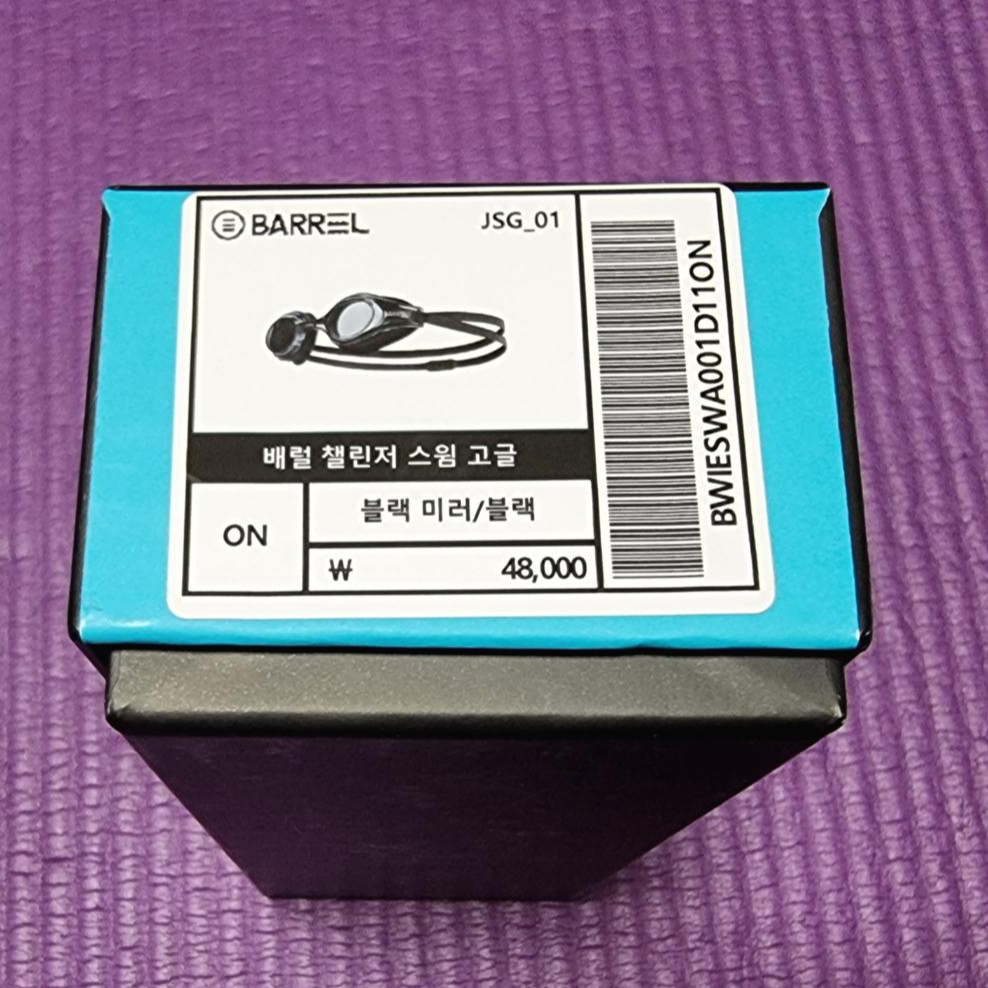 BARREL
JSG_01
배럴 챌린저 스윔 고글
ON
블랙 미러/블랙
₩ 48,000
BWIESWA001D11ON